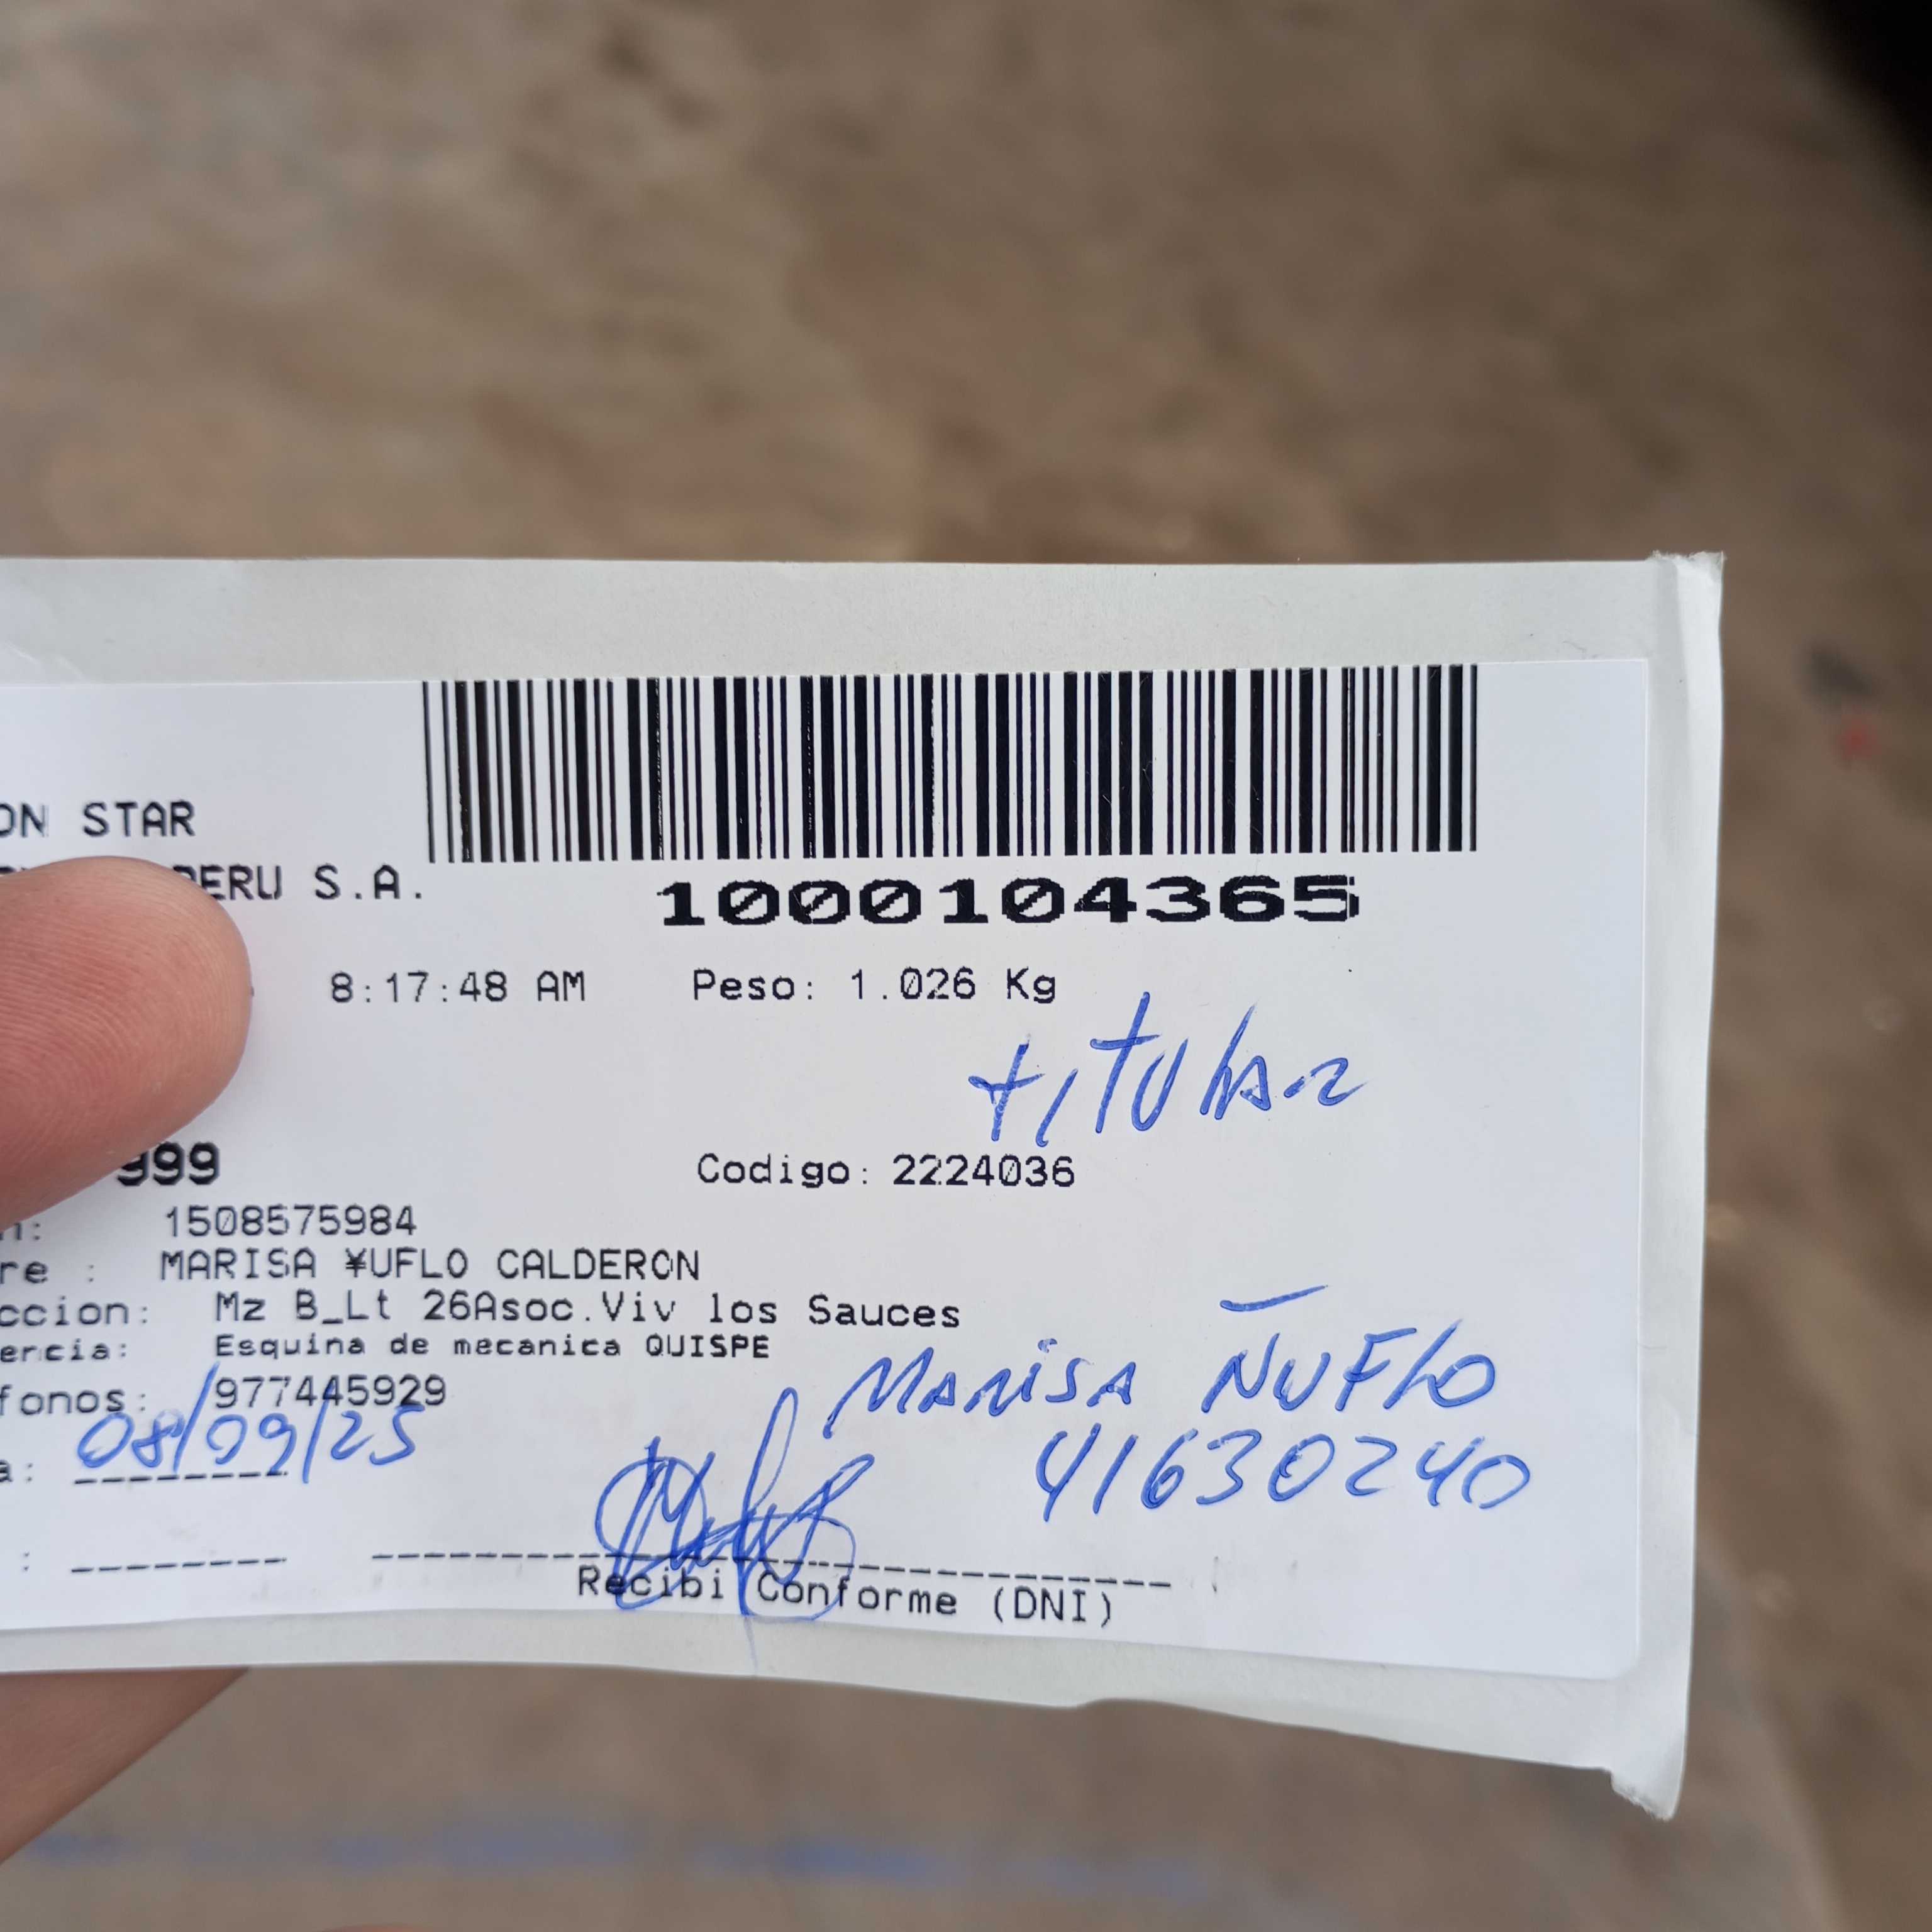 ON STAR
PERU S.A.
1000104365
8:17:48 AM Peso: 1.026 Kg
titular
999 Codigo: 2224036
n: 1508575984
re : MARISA ¥UFLO CALDERON
ccion: Mz B_Lt 26Asoc.Viv los Sauces
encia: Esquina de mecanica QUISPE
fonos: 977445929
MARISA ÑUFLO
a: 08/09/25
41630240
Recibi Conforme (DNI)